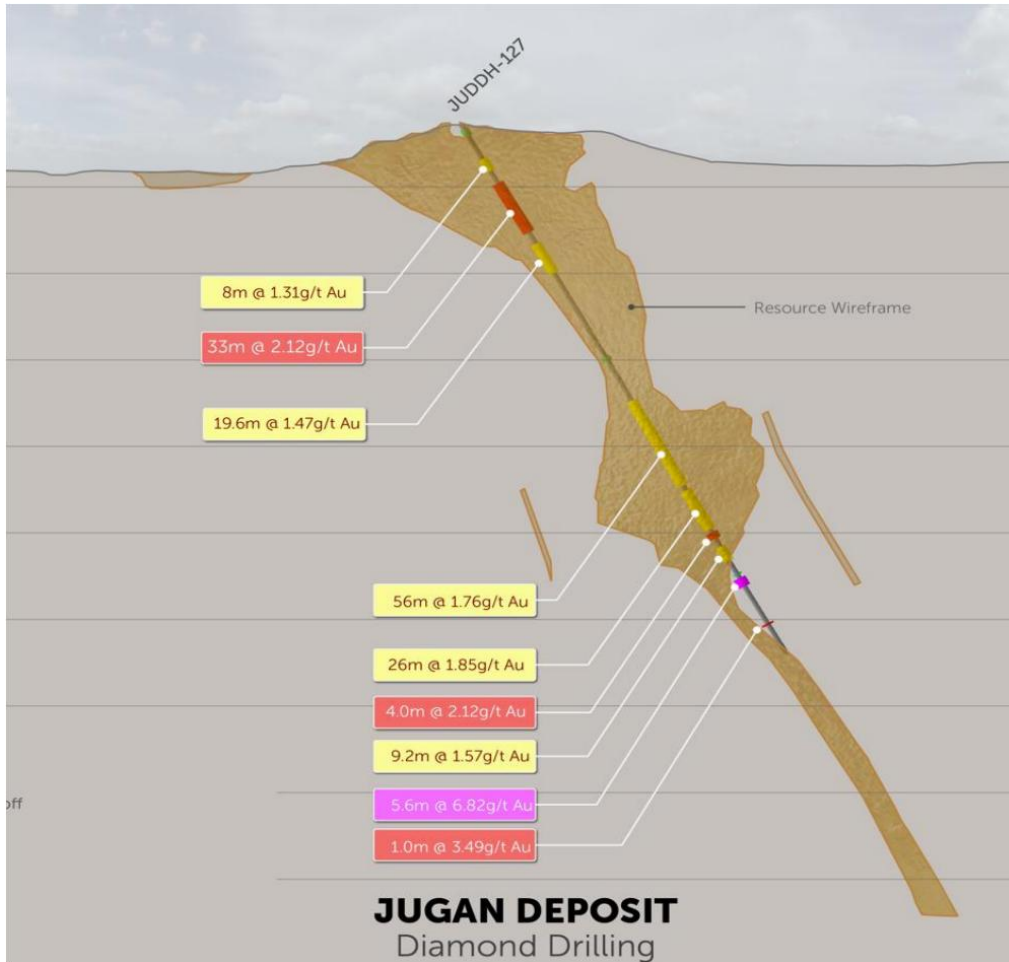 JUDDH-127
8m @ 1.31g/t Au
Resource Wireframe
33m @ 2.12g/t Au
19.6m @ 1.47g/t Au
56m @ 1.76g/t Au
26m @ 1.85g/t Au
4.0m @ 2.12g/t Au
9.2m @ 1.57g/t Au
5.6m @ 6.82g/t Au
off
1.0m @ 3.49g/t Au
JUGAN DEPOSIT
Diamond Drilling